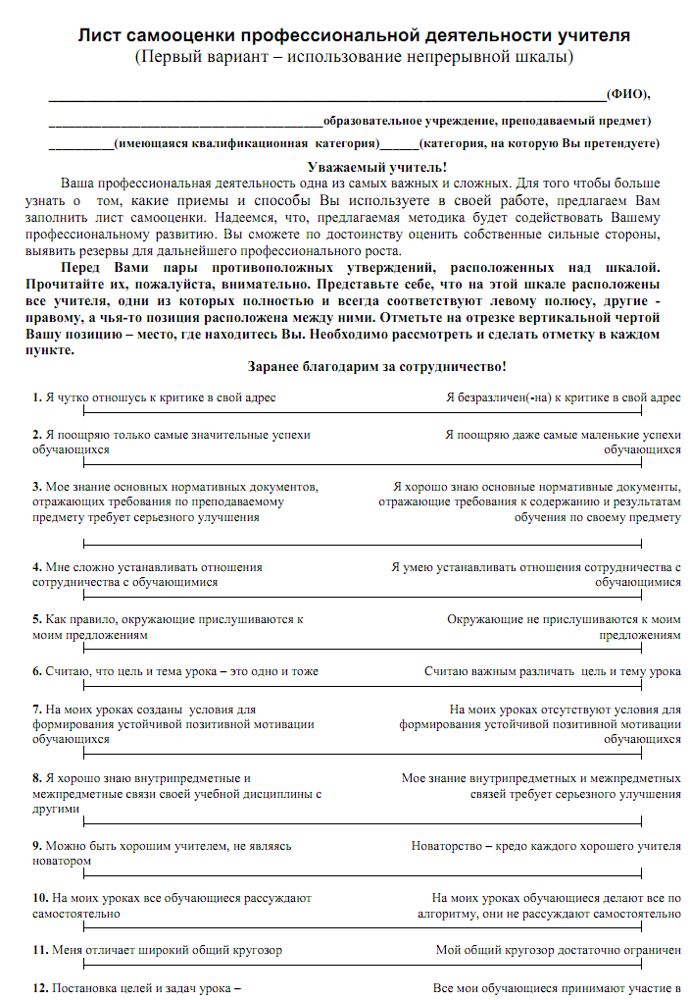 Лист самооценки профессиональной деятельности учителя
(Первый вариант – использование непрерывной шкалы)
(ФИО),
образовательное учреждение, преподаваемый предмет)
(имеющаяся квалификационная категория)______(категория, на которую Вы претендуете)
Уважаемый учитель!
Ваша профессиональная деятельность одна из самых важных и сложных. Для того чтобы больше
узнать о том, какие приемы и способы Вы используете в своей работе, предлагаем Вам
заполнить лист самооценки. Надеемся, что, предлагаемая методика будет содействовать Вашему
профессиональному развитию. Вы сможете по достоинству оценить собственные сильные стороны,
выявить резервы для дальнейшего профессионального роста.
Перед Вами пары противоположных утверждений, расположенных над шкалой.
Прочитайте их, пожалуйста, внимательно. Представьте себе, что на этой шкале расположены
все учителя, одни из которых полностью и всегда соответствуют левому полюсу, другие -
правому, а чья-то позиция расположена между ними. Отметьте на отрезке вертикальной чертой
Вашу позицию – место, где находитесь Вы. Необходимо рассмотреть и сделать отметку в каждом
пункте.
Заранее благодарим за сотрудничество!
1. Я чутко отношусь к критике в свой адрес
Я безразличен(-на) к критике в свой адрес
2. Я поощряю только самые значительные успехи
обучающихся
Я поощряю даже самые маленькие успехи
обучающихся
3. Мое знание основных нормативных документов,
отражающих требования по преподаваемому
предмету требует серьезного улучшения
Я хорошо знаю основные нормативные документы,
отражающие требования к содержанию и результатам
обучения по своему предмету
4. Мне сложно устанавливать отношения
сотрудничества с обучающимися
Я умею устанавливать отношения сотрудничества с
обучающимися
5. Как правило, окружающие прислушиваются к
моим предложениям
Окружающие не прислушиваются к моим
предложениям
6. Считаю, что цель и тема урока – это одно и тоже
Считаю важным различать цель и тему урока
7. На моих уроках созданы условия для
формирования устойчивой позитивной мотивации
обучающихся
На моих уроках отсутствуют условия для
формирования устойчивой позитивной мотивации
обучающихся
8. Я хорошо знаю внутрипредметные и
межпредметные связи своей учебной дисциплины с
другими
Мое знание внутрипредметных и межпредметных
связей требует серьезного улучшения
9. Можно быть хорошим учителем, не являясь
новатором
Новаторство – кредо каждого хорошего учителя
10. На моих уроках все обучающиеся рассуждают
самостоятельно
На моих уроках обучающиеся делают все по
алгоритму, они не рассуждают самостоятельно
11. Меня отличает широкий общий кругозор
Мой общий кругозор достаточно ограничен
12. Постановка целей и задач урока –
Все мои обучающиеся принимают участие в